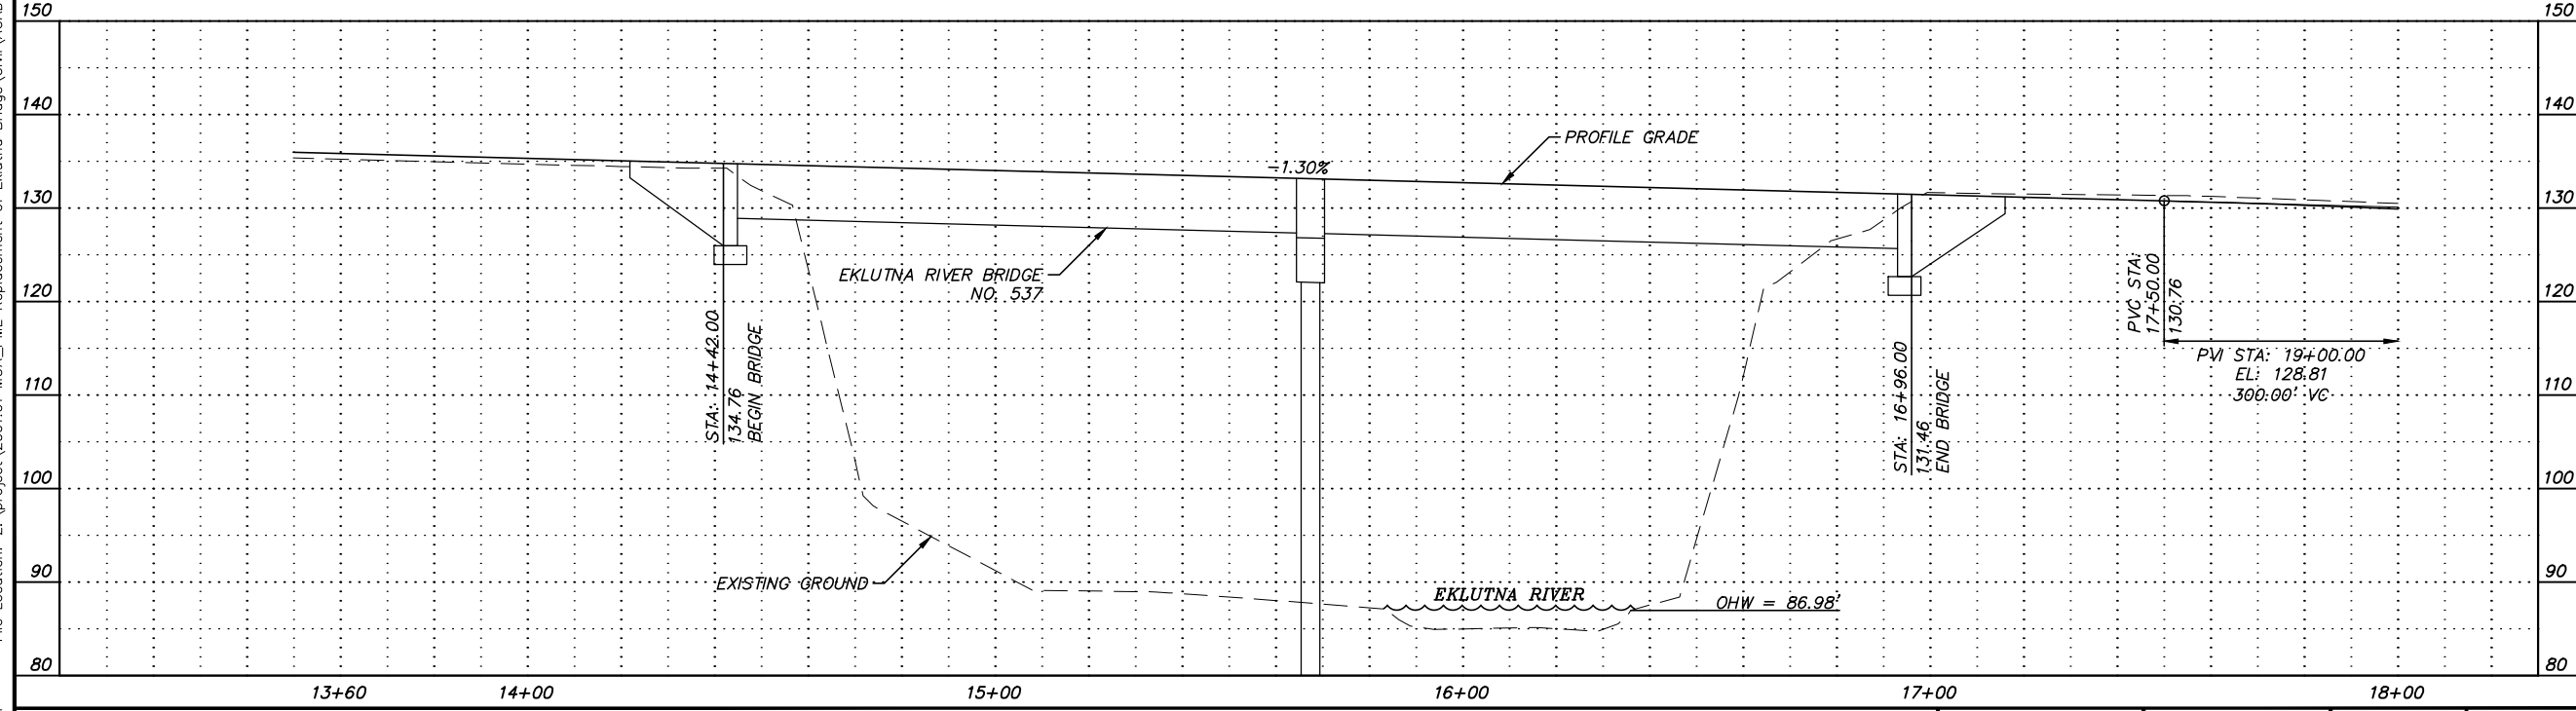 150
150
140
140
130
130
120
120
110
110
100
100
90
90
80
80
PROFILE GRADE
-1.30%
EKLUTNA RIVER BRIDGE
NO. 537
STA: 14+42.00
134.76
BEGIN BRIDGE
EXISTING GROUND
EKLUTNA RIVER
OHW = 86.98'
STA: 16+96.00
131.46
END BRIDGE
PVC STA:
17+50.00
130.76
PVI STA: 19+00.00
EL: 128.81
300.00' VC
13+60
14+00
15+00
16+00
17+00
18+00